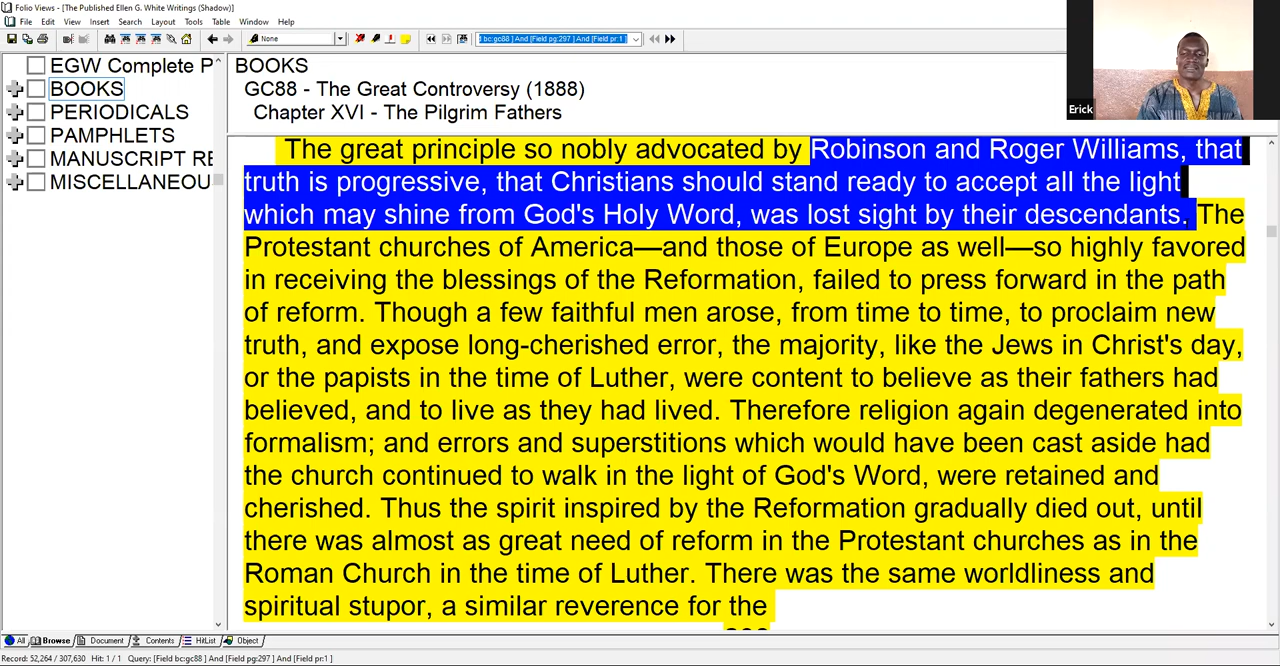 Folio Views - [The Published Ellen G. White Writings (Shadow)]
File Edit View Insert Search Layout Tools Table Window Help
None
d bc:gc88 ] And [Field pg:297 ] And [Field pr:1 ]
EGW Complete P
BOOKS
PERIODICALS
PAMPHLETS
MANUSCRIPT RE
MISCELLANEOU
BOOKS
GC88 - The Great Controversy (1888)
Chapter XVI - The Pilgrim Fathers
Erick
The great principle so nobly advocated by Robinson and Roger Williams, that
truth is progressive, that Christians should stand ready to accept all the light
which may shine from God's Holy Word, was lost sight by their descendants. The
Protestant churches of America—and those of Europe as well—so highly favored
in receiving the blessings of the Reformation, failed to press forward in the path
of reform. Though a few faithful men arose, from time to time, to proclaim new
truth, and expose long-cherished error, the majority, like the Jews in Christ's day,
or the papists in the time of Luther, were content to believe as their fathers had
believed, and to live as they had lived. Therefore religion again degenerated into
formalism; and errors and superstitions which would have been cast aside had
the church continued to walk in the light of God's Word, were retained and
cherished. Thus the spirit inspired by the Reformation gradually died out, until
there was almost as great need of reform in the Protestant churches as in the
Roman Church in the time of Luther. There was the same worldliness and
spiritual stupor, a similar reverence for the
All Browse Document Contents HitList Object
Record: 52,264 / 307,630 Hit: 1 / 1 Query: [Field bc:gc88 ] And [Field pg:297 ] And [Field pr:1 ]